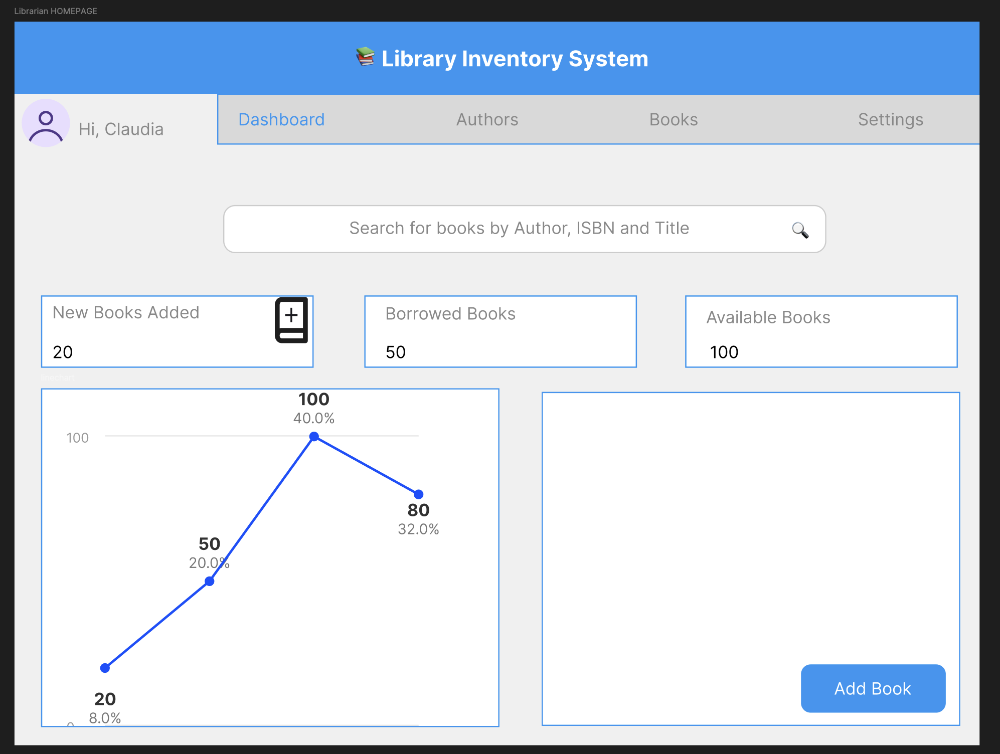 Librarian HOMEPAGE
📚 Library Inventory System
Hi, Claudia
Dashboard
Authors
Books
Settings
Search for books by Author, ISBN and Title 🔍
New Books Added
20
Borrowed Books
50
Available Books
100
linechart
100
40.0%
100
80
32.0%
50
20.0%
20
8.0%
0
Add Book